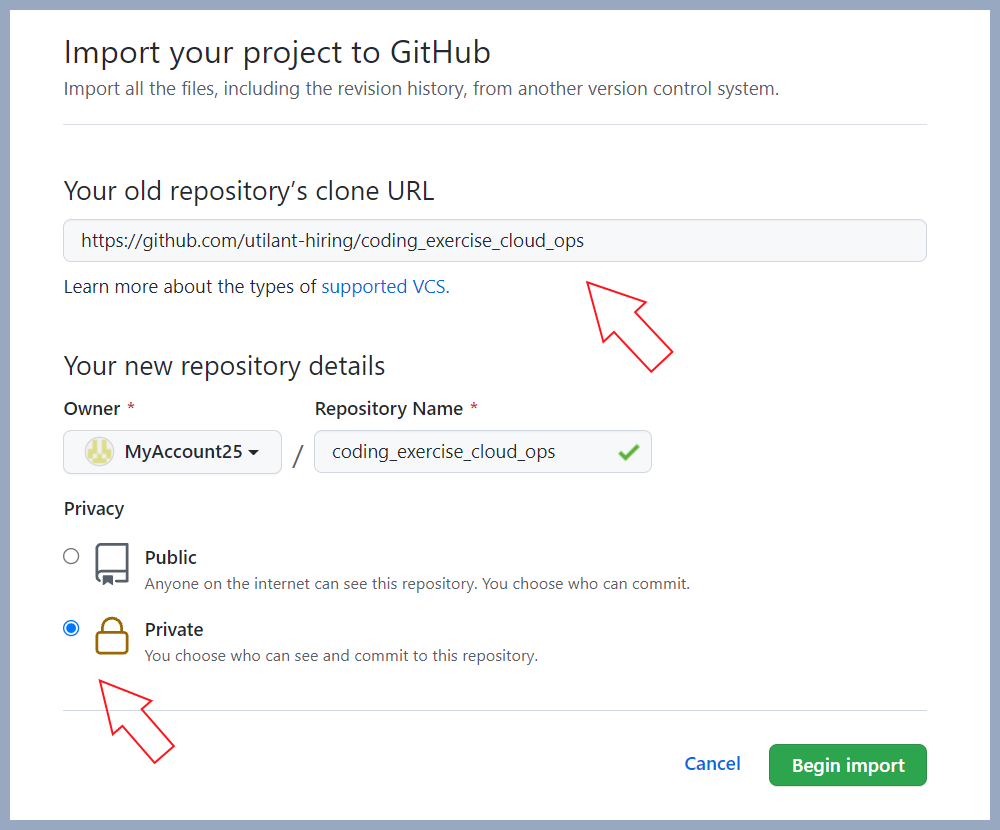 Import your project to GitHub
Import all the files, including the revision history, from another version control system.
Your old repository’s clone URL
https://github.com/utilant-hiring/coding_exercise_cloud_ops
Learn more about the types of supported VCS.
Your new repository details
Owner * Repository Name *
MyAccount25 / coding_exercise_cloud_ops
Privacy
Public
Anyone on the internet can see this repository. You choose who can commit.
Private
You choose who can see and commit to this repository.
Cancel Begin import